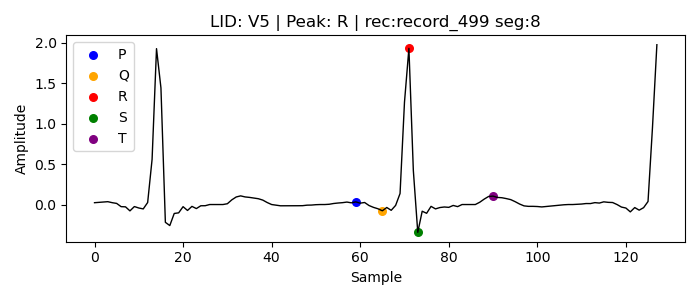 LID: V5 | Peak: R | rec:record_499 seg:8
Amplitude
2.0
1.5
1.0
0.5
0.0
P
Q
R
S
T
0 20 40 60 80 100 120
Sample